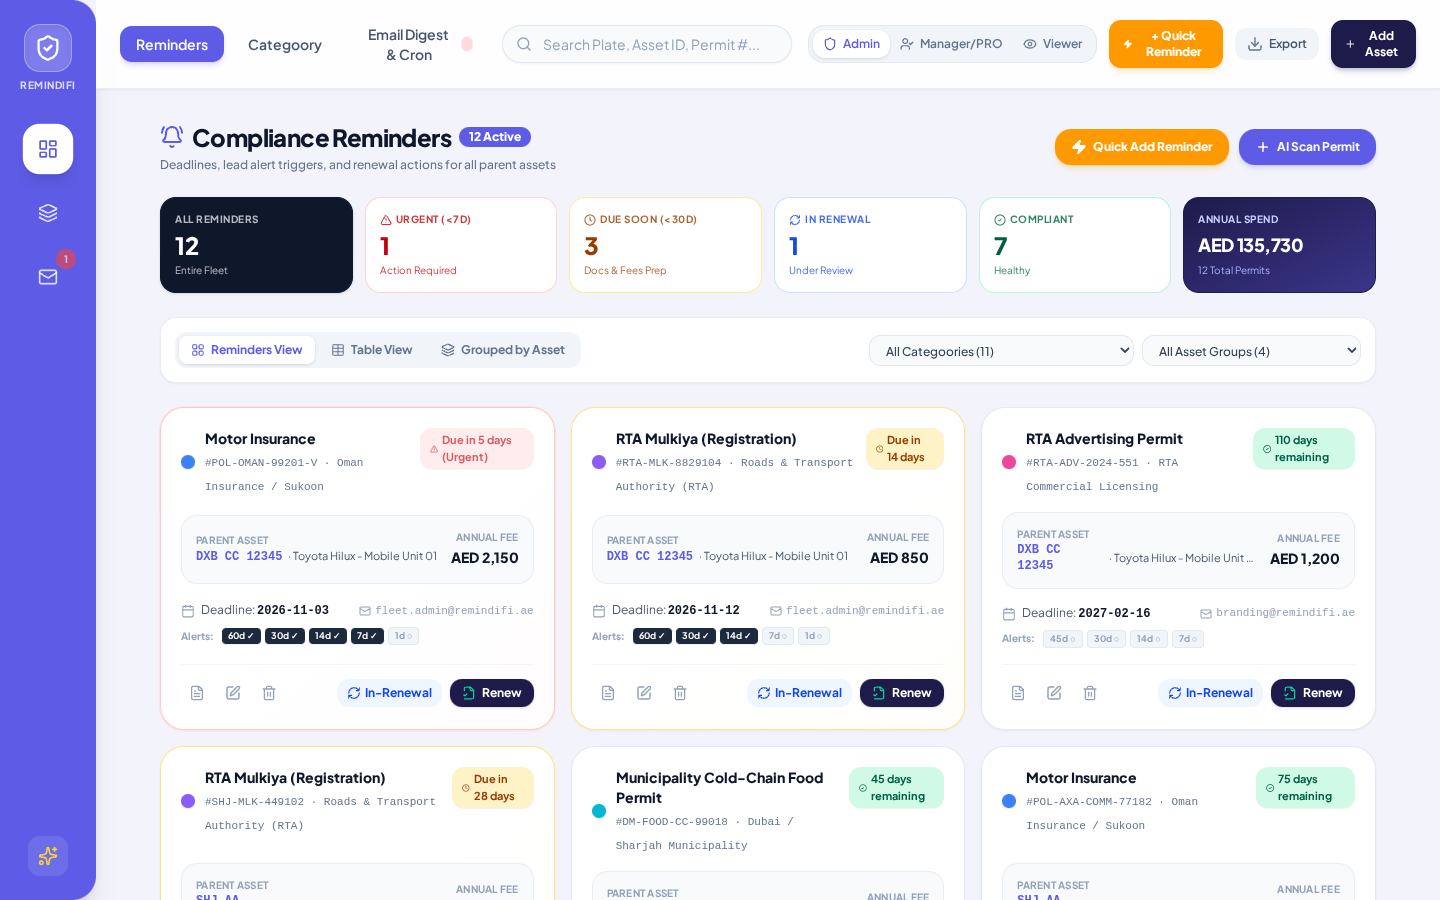 REMINDIFI
1
Reminders
Categoory
Email Digest
& Cron
Search Plate, Asset ID, Permit #...
Admin
Manager/PRO
Viewer
+ Quick
Reminder
Export
Add
Asset
Compliance Reminders
12 Active
Deadlines, lead alert triggers, and renewal actions for all parent assets
Quick Add Reminder
AI Scan Permit
ALL REMINDERS
12
Entire Fleet
URGENT (<7D)
1
Action Required
DUE SOON (<30D)
3
Docs & Fees Prep
IN RENEWAL
1
Under Review
COMPLIANT
7
Healthy
ANNUAL SPEND
AED 135,730
12 Total Permits
Reminders View
Table View
Grouped by Asset
All Categoories (11)
All Asset Groups (4)
Motor Insurance
#POL-OMAN-99201-V · Oman
Insurance / Sukoon
Due in 5 days
(Urgent)
PARENT ASSET
DXB CC 12345 · Toyota Hilux - Mobile Unit 01
ANNUAL FEE
AED 2,150
Deadline: 2026-11-03
fleet.admin@remindifi.ae
Alerts: 60d ✓ 30d ✓ 14d ✓ 7d ✓ 1d ○
In-Renewal
Renew
RTA Mulkiya (Registration)
#RTA-MLK-8829104 · Roads & Transport
Authority (RTA)
Due in
14 days
PARENT ASSET
DXB CC 12345 · Toyota Hilux - Mobile Unit 01
ANNUAL FEE
AED 850
Deadline: 2026-11-12
fleet.admin@remindifi.ae
Alerts: 60d ✓ 30d ✓ 14d ✓ 7d ○ 1d ○
In-Renewal
Renew
RTA Advertising Permit
#RTA-ADV-2024-551 · RTA
Commercial Licensing
110 days
remaining
PARENT ASSET
DXB CC
12345
· Toyota Hilux - Mobile Unit ...
ANNUAL FEE
AED 1,200
Deadline: 2027-02-16
branding@remindifi.ae
Alerts: 45d ○ 30d ○ 14d ○ 7d ○
In-Renewal
Renew
RTA Mulkiya (Registration)
#SHJ-MLK-449102 · Roads & Transport
Authority (RTA)
Due in
28 days
PARENT ASSET
SHJ AA
ANNUAL FEE
Municipality Cold-Chain Food
Permit
#DM-FOOD-CC-99018 · Dubai /
Sharjah Municipality
45 days
remaining
PARENT ASSET
ANNUAL FEE
Motor Insurance
#POL-AXA-COMM-77182 · Oman
Insurance / Sukoon
75 days
remaining
PARENT ASSET
SHJ AA
ANNUAL FEE